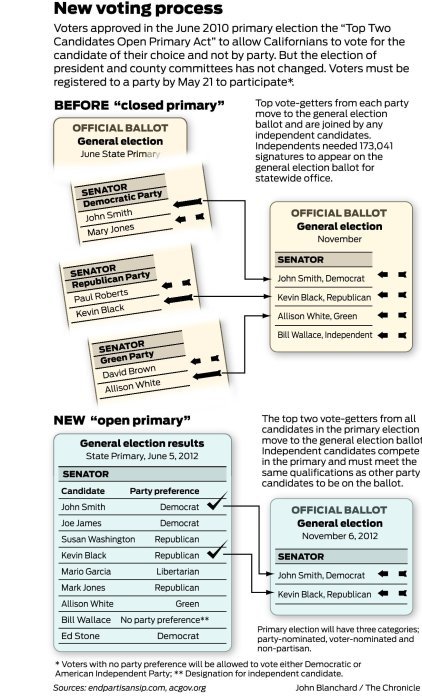 New voting process
Voters approved in the June 2010 primary election the “Top Two
Candidates Open Primary Act” to allow Californians to vote for the
candidate of their choice and not by party. But the election of
president and county committees has not changed. Voters must be
registered to a party by May 21 to participate*.
BEFORE “closed primary”
OFFICIAL BALLOT
General election
June State Primary
SENATOR
Democratic Party
John Smith
Mary Jones
SENATOR
Republican Party
Paul Roberts
Kevin Black
SENATOR
Green Party
David Brown
Allison White
Top vote-getters from each party
move to the general election
ballot and are joined by any
independent candidates.
Independents needed 173,041
signatures to appear on the
general election ballot for
statewide office.
OFFICIAL BALLOT
General election
November
SENATOR
John Smith, Democrat
Kevin Black, Republican
Allison White, Green
Bill Wallace, Independent
NEW “open primary”
General election results
State Primary, June 5, 2012
SENATOR
Candidate Party preference
John Smith Democrat
Joe James Democrat
Susan Washington Republican
Kevin Black Republican
Mario Garcia Libertarian
Mark Jones Republican
Allison White Green
Bill Wallace No party preference**
Ed Stone Democrat
The top two vote-getters from all
candidates in the primary election
move to the general election ballot
Independent candidates compete
in the primary and must meet the
same qualifications as other party
candidates to be on the ballot.
OFFICIAL BALLOT
General election
November 6, 2012
SENATOR
John Smith, Democrat
Kevin Black, Republican
Primary election will have three categories;
party-nominated, voter-nominated and
non-partisan.
* Voters with no party preference will be allowed to vote either Democratic or
American Independent Party; ** Designation for independent candidate.
Sources: endpartisansip.com, acgov.org
John Blanchard / The Chronicle